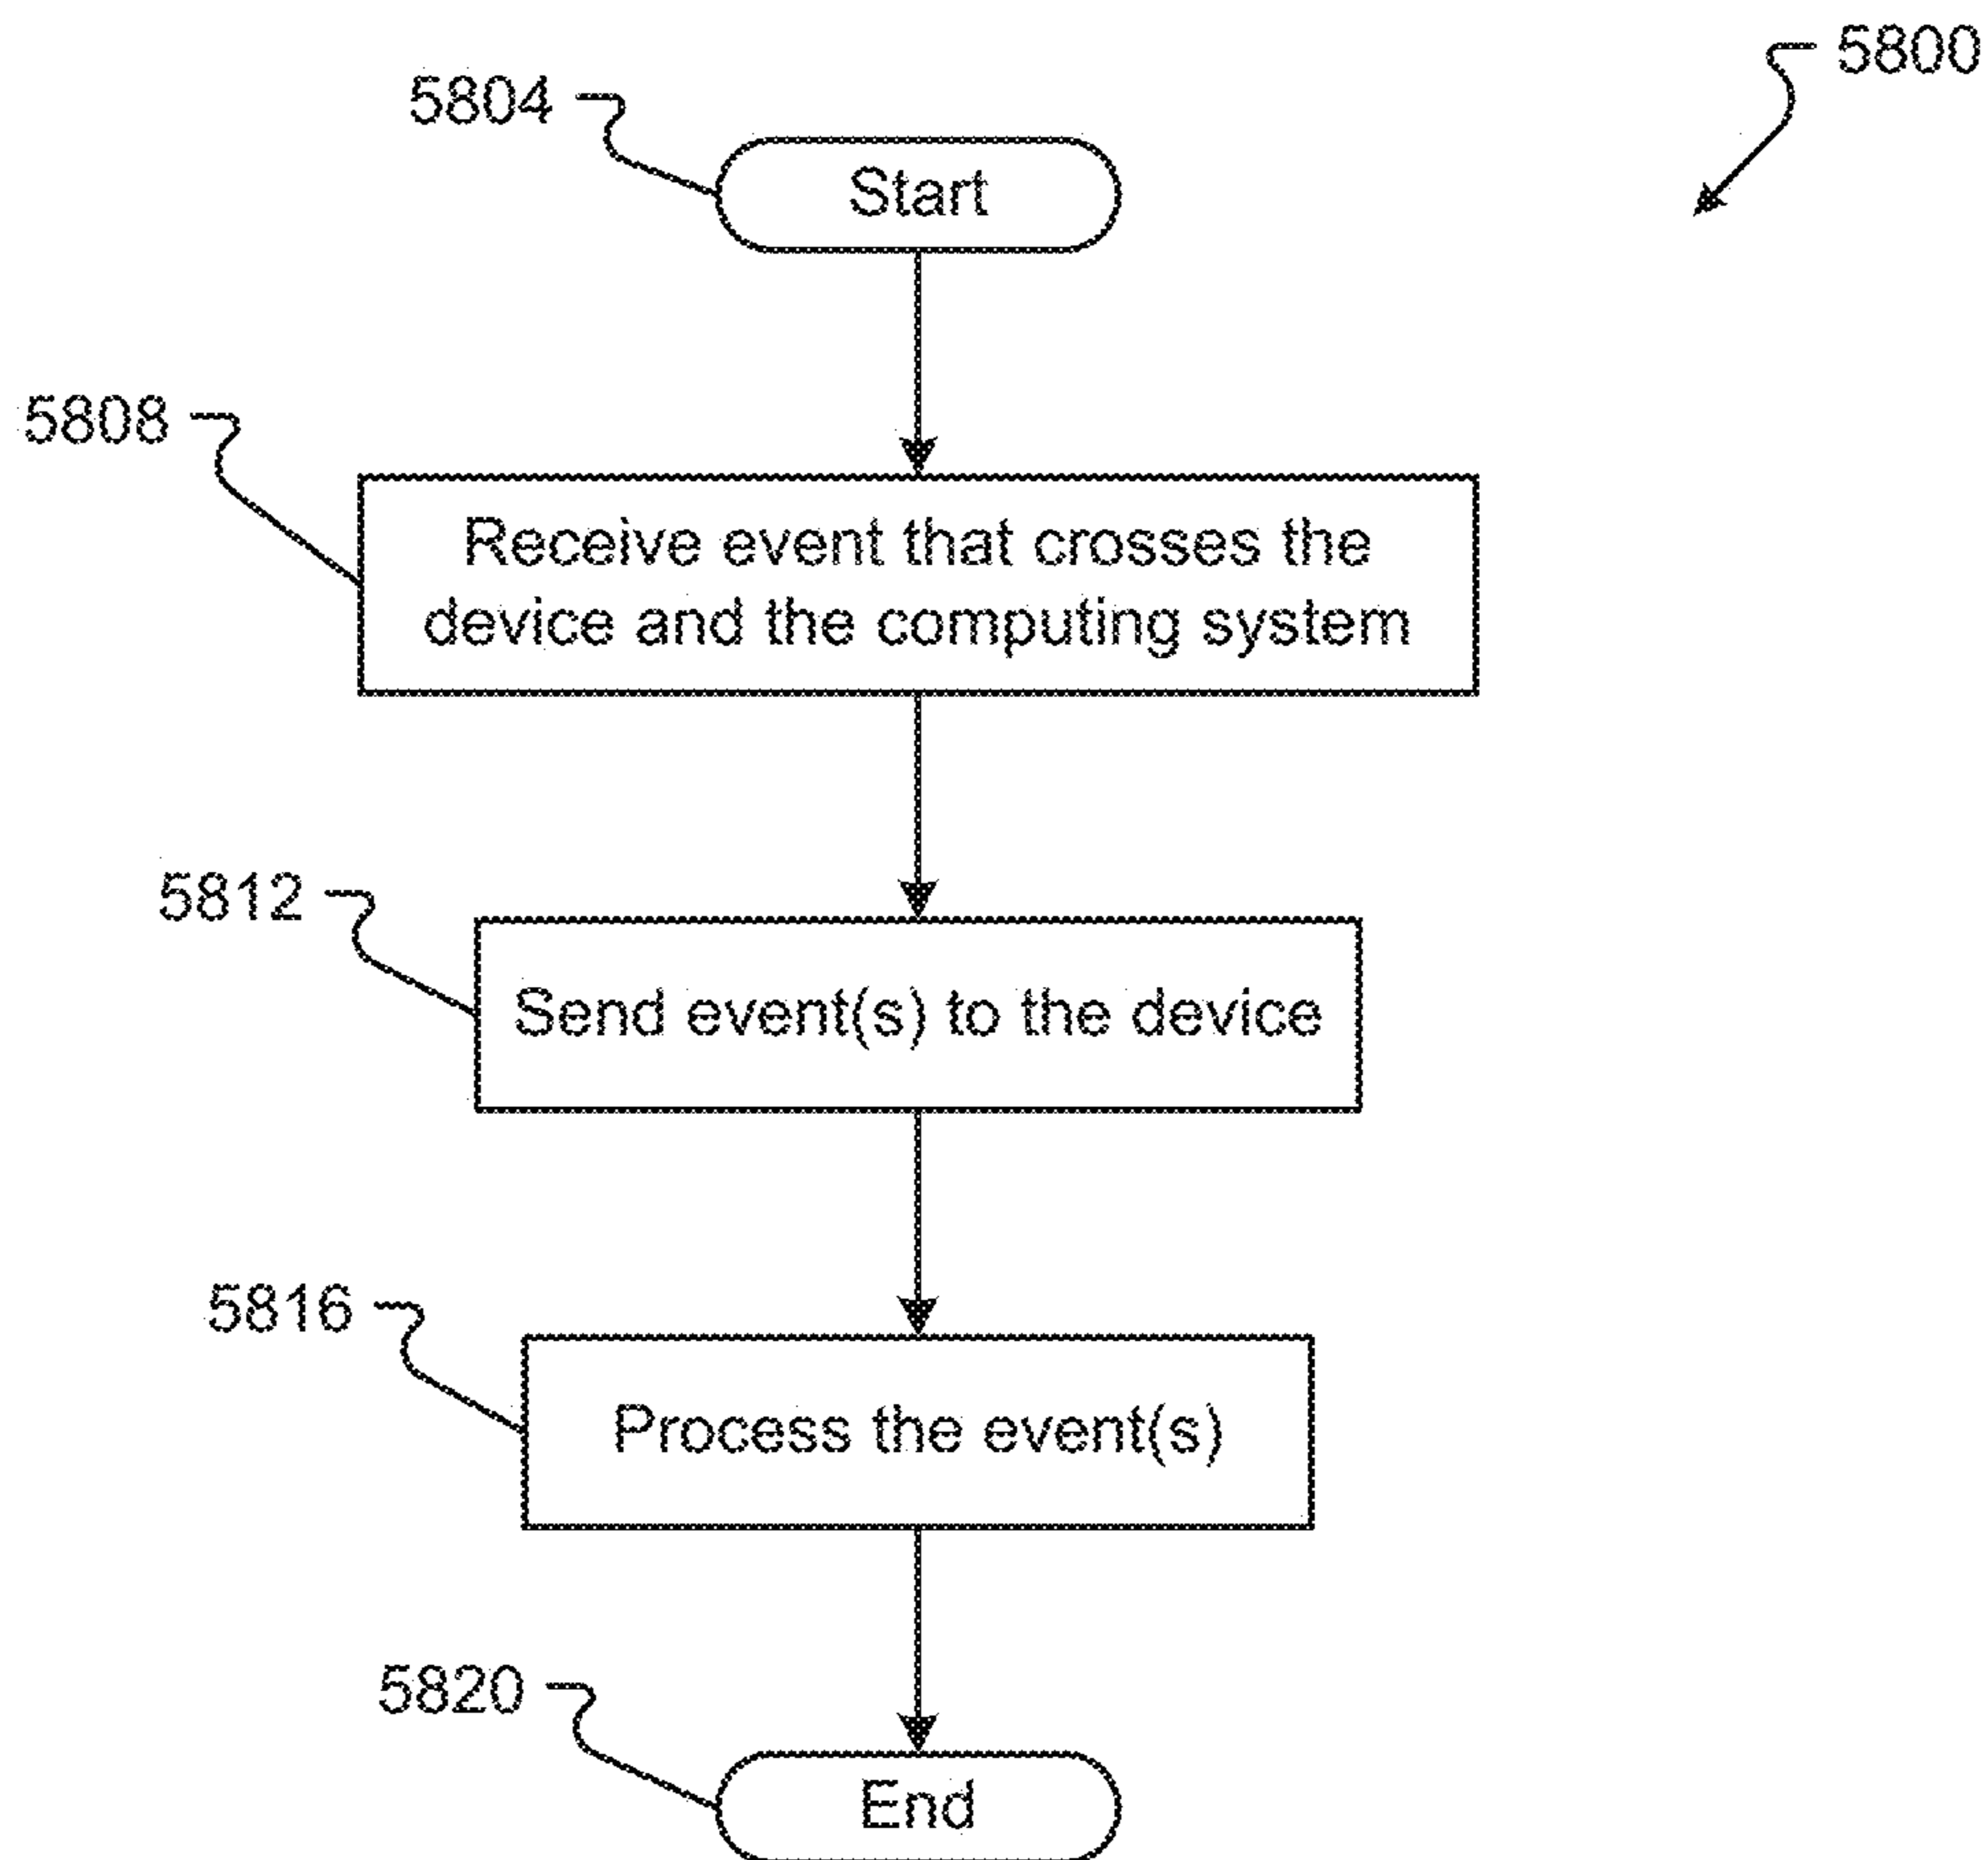 5800
5804
Start
5808
Receive event that crosses the
device and the computing system
5812
Send event(s) to the device
5816
Process the event(s)
5820
End